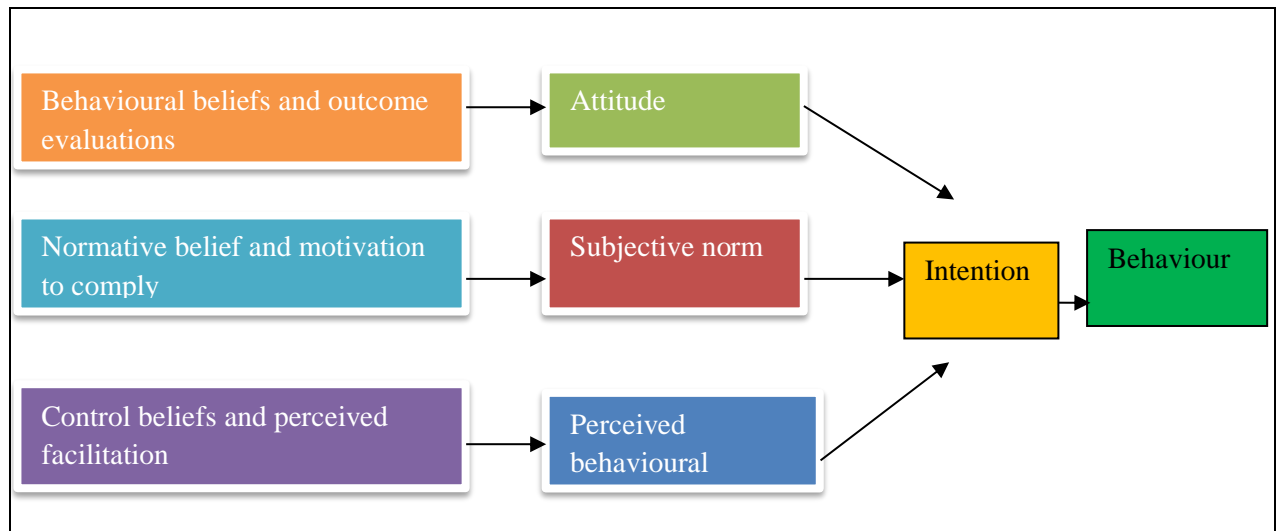 Behavioural beliefs and outcome
evaluations
Attitude
Normative belief and motivation
to comply
Subjective norm
Intention
Behaviour
Control beliefs and perceived
facilitation
Perceived
behavioural